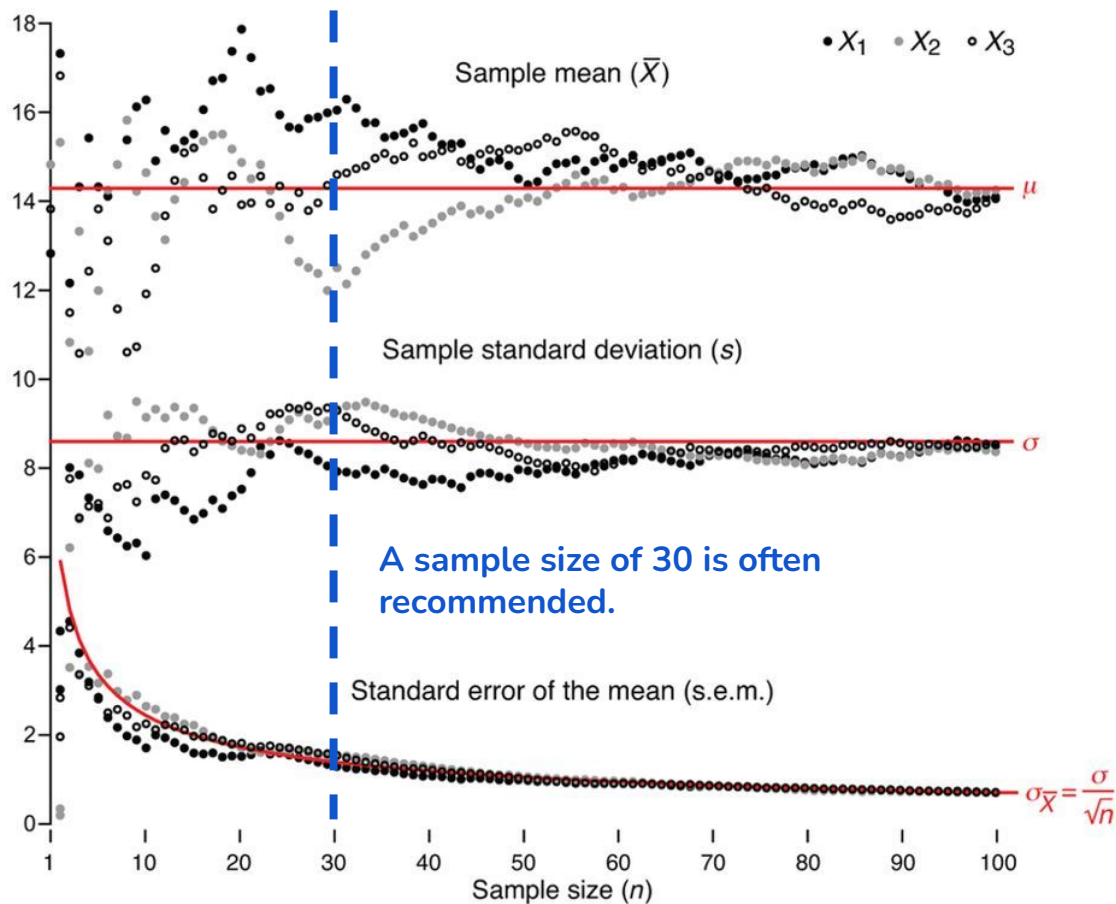 18
16
14
12
10
8
6
4
2
0
X1 X2 X3
Sample mean (X̅)
μ
Sample standard deviation (s)
σ
A sample size of 30 is often
recommended.
Standard error of the mean (s.e.m.)
σX̅ = σ/√n
1 10 20 30 40 50 60 70 80 90 100
Sample size (n)